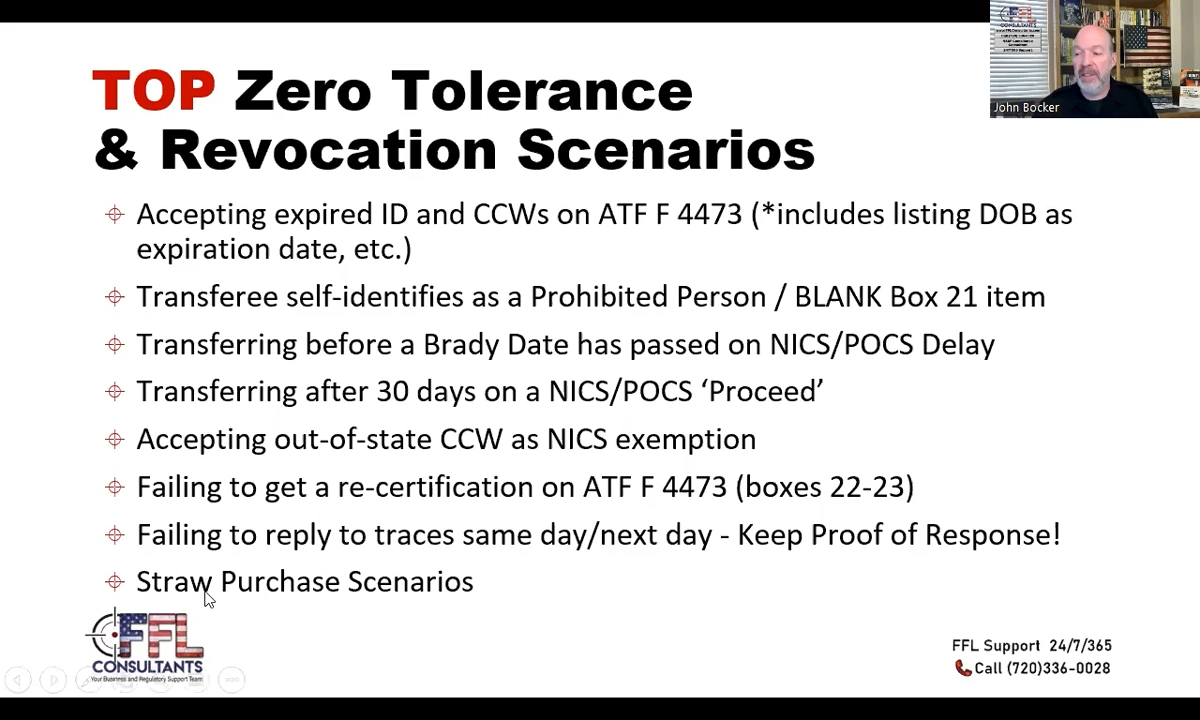 TOP Zero Tolerance
& Revocation Scenarios
Accepting expired ID and CCWs on ATF F 4473 (*includes listing DOB as
expiration date, etc.)
Transferee self-identifies as a Prohibited Person / BLANK Box 21 item
Transferring before a Brady Date has passed on NICS/POCS Delay
Transferring after 30 days on a NICS/POCS ‘Proceed’
Accepting out-of-state CCW as NICS exemption
Failing to get a re-certification on ATF F 4473 (boxes 22-23)
Failing to reply to traces same day/next day - Keep Proof of Response!
Straw Purchase Scenarios
FFL
CONSULTANTS
Your Business and Regulatory Support Team
FFL Support 24/7/365
Call (720)336-0028
FFL
CONSULTANTS
John Bocker